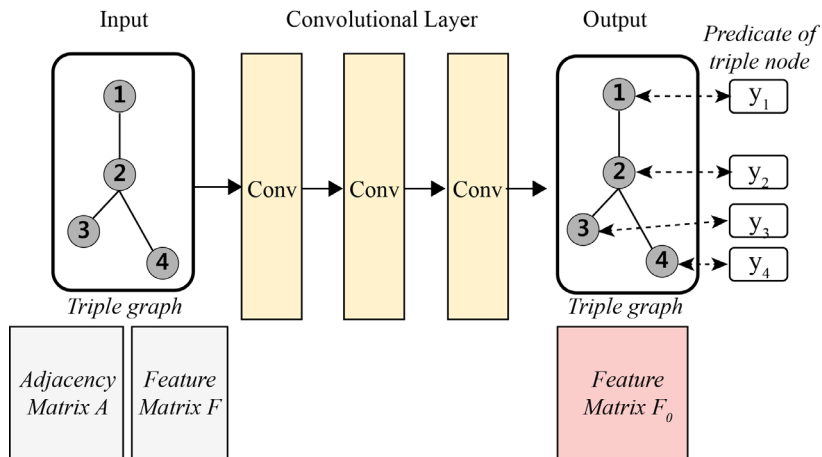 Input
Convolutional Layer
Output
Predicate of
triple node
1
2
3
4
Conv
Conv
Conv
1
2
3
4
y₁
y₂
y₃
y₄
Triple graph
Triple graph
Adjacency
Matrix A
Feature
Matrix F
Feature
Matrix F₀